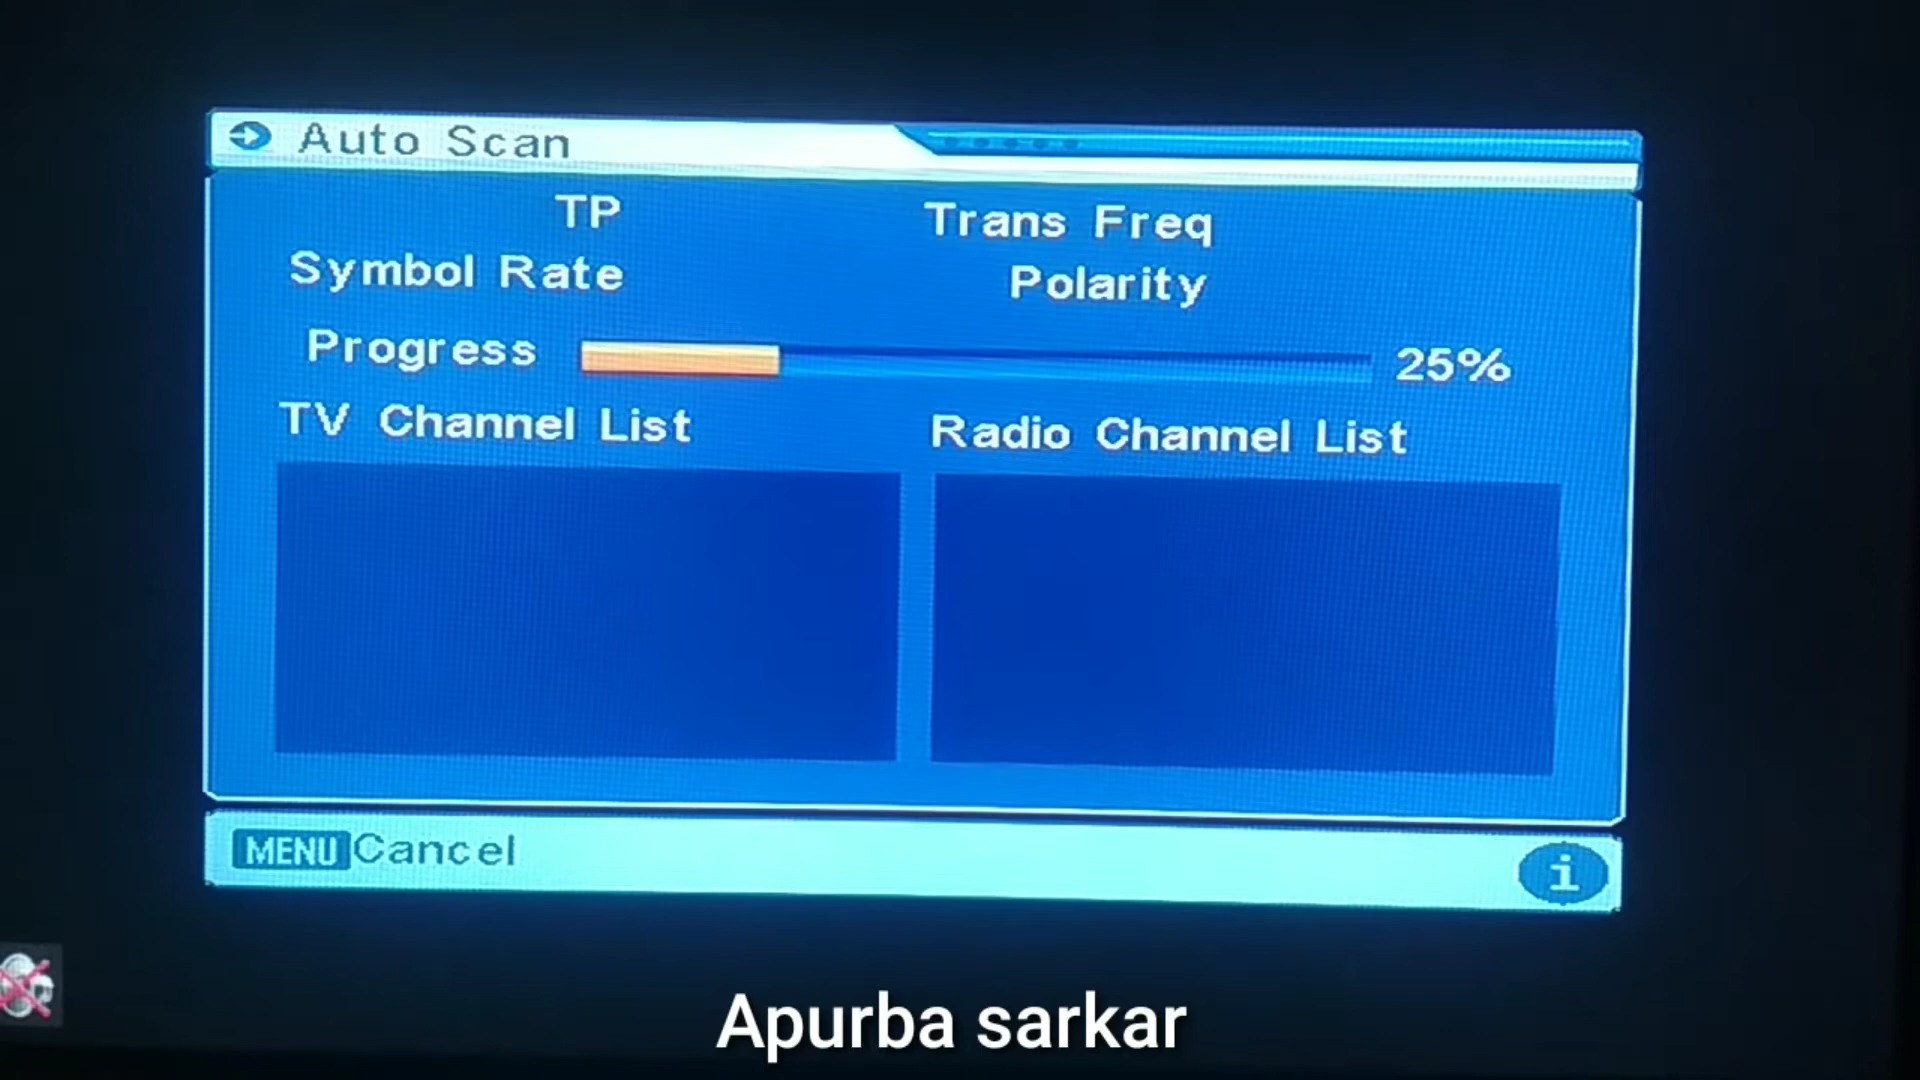 Auto Scan
TP
Trans Freq
Symbol Rate
Polarity
Progress
25%
TV Channel List
Radio Channel List
MENU Cancel
i
Apurba sarkar